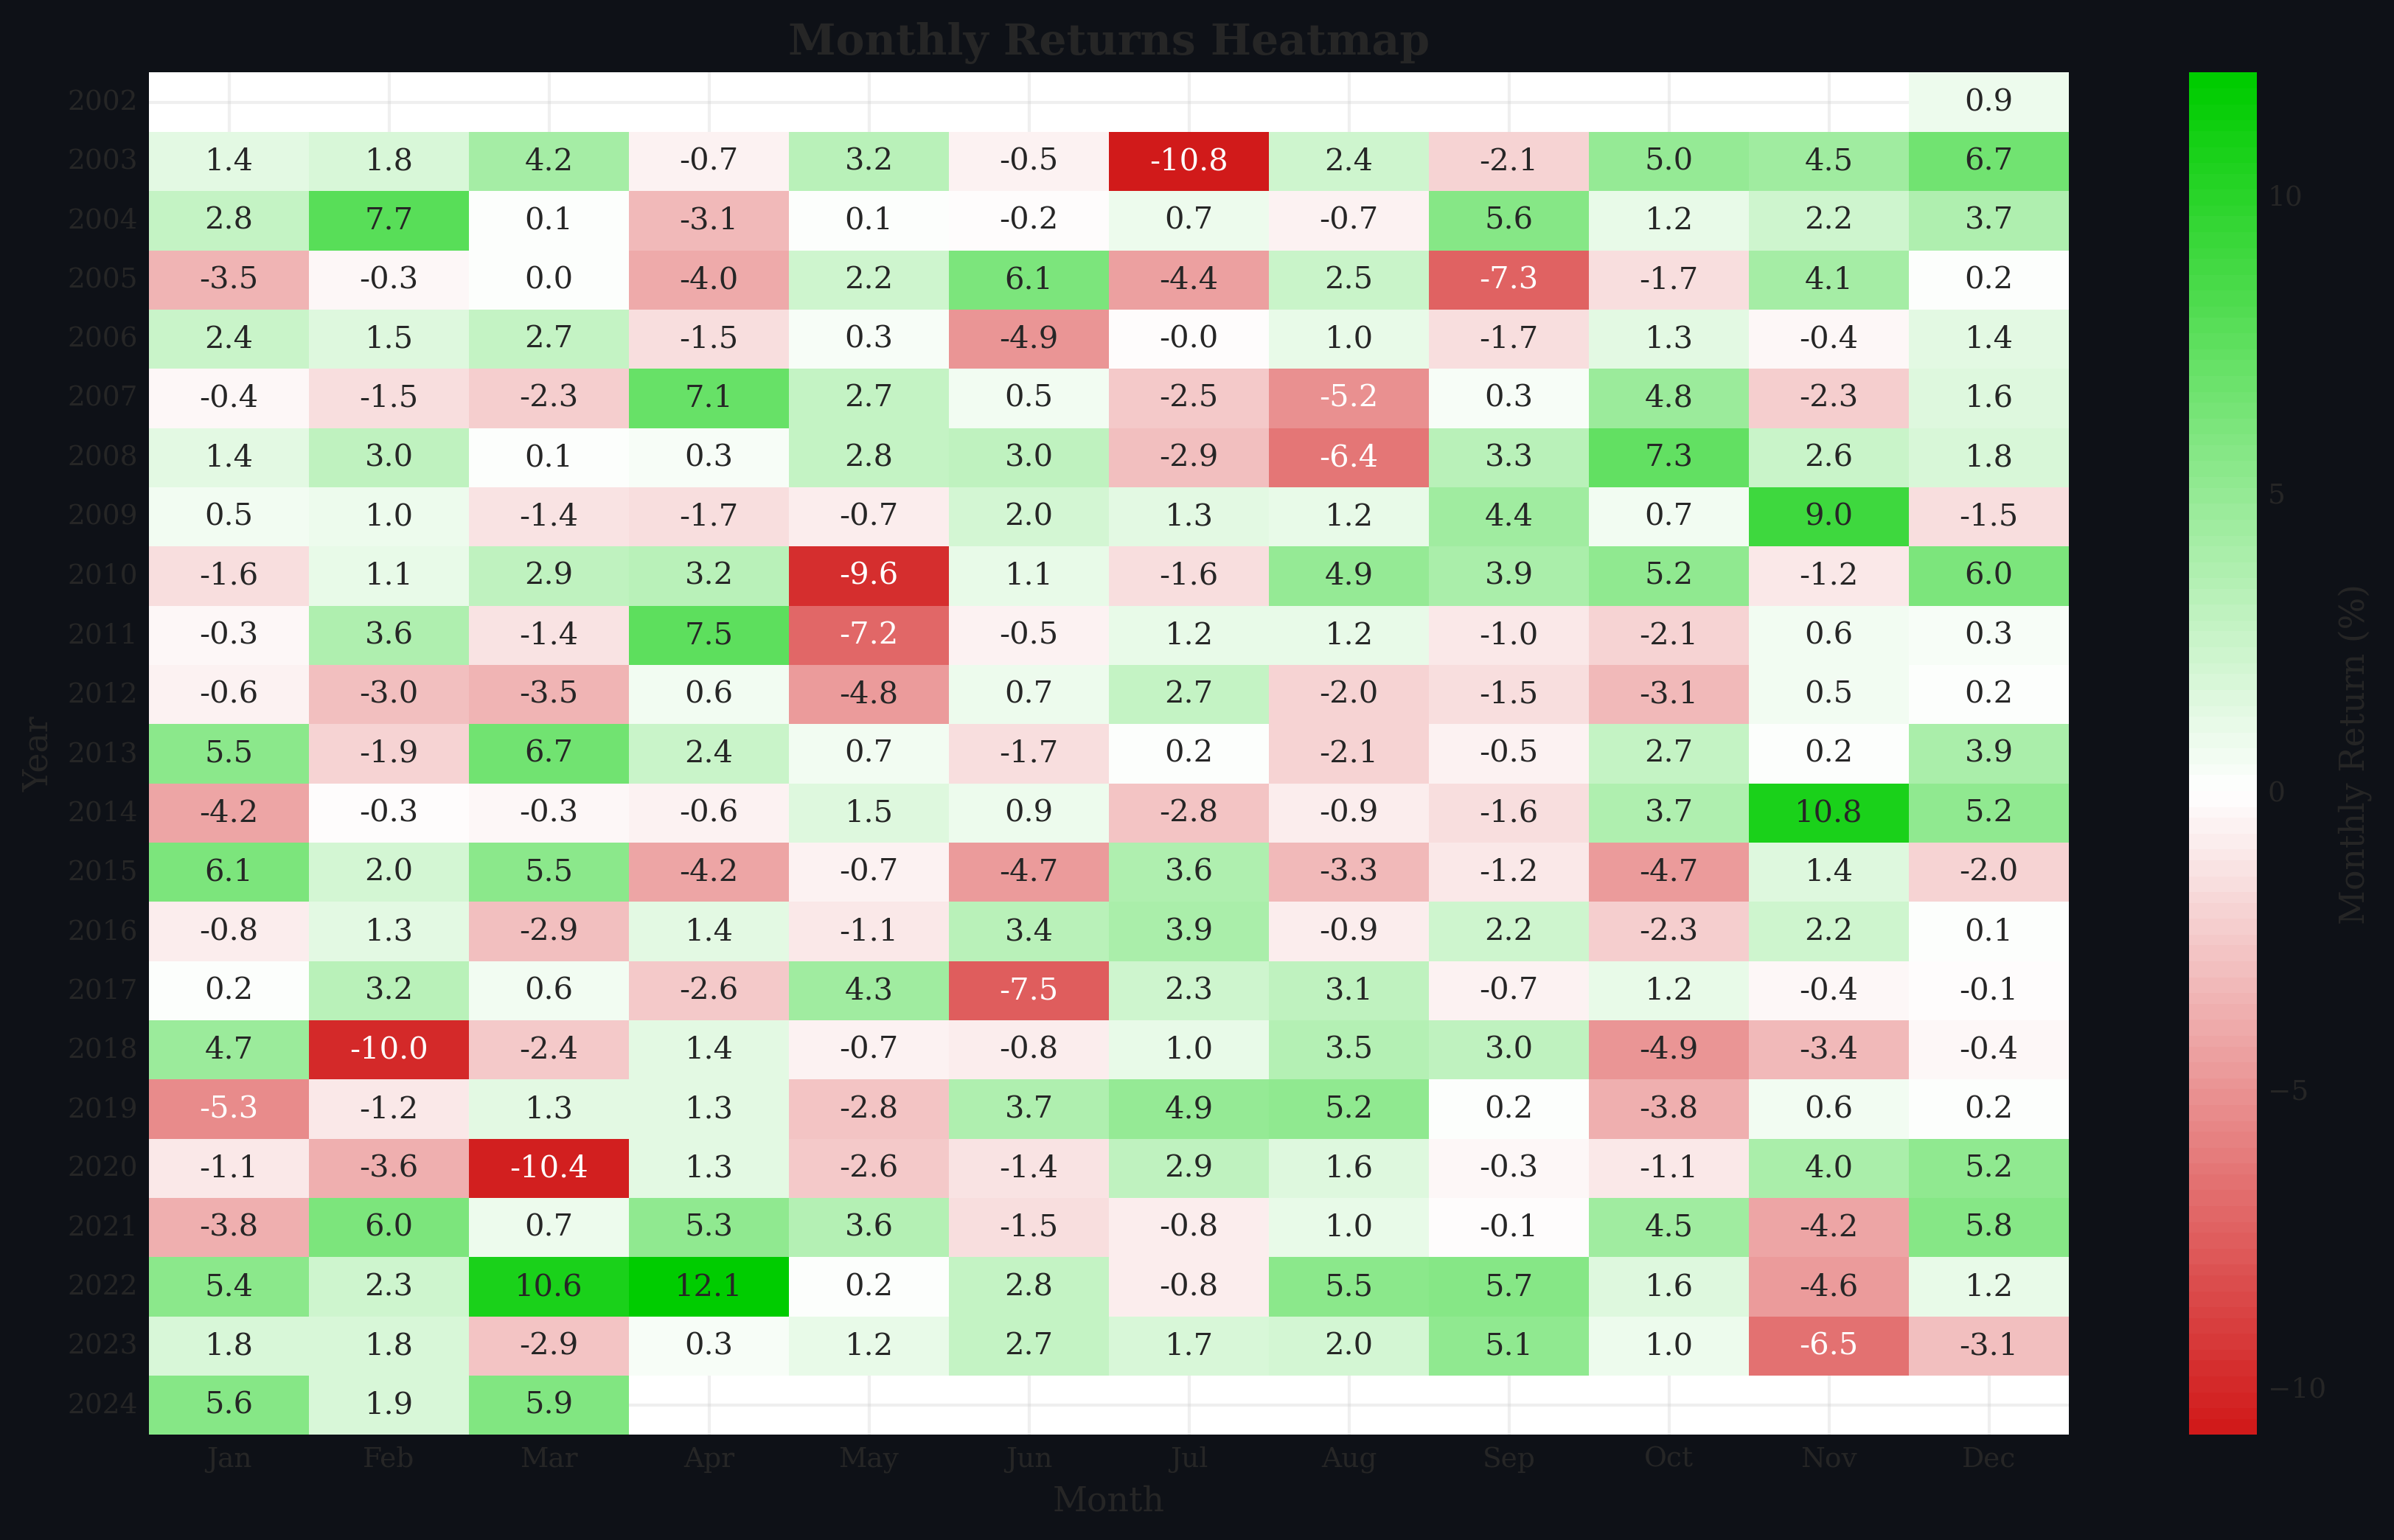 Monthly Returns Heatmap
2002 0.9
2003 1.4 1.8 4.2 -0.7 3.2 -0.5 -10.8 2.4 -2.1 5.0 4.5 6.7
2004 2.8 7.7 0.1 -3.1 0.1 -0.2 0.7 -0.7 5.6 1.2 2.2 3.7
2005 -3.5 -0.3 0.0 -4.0 2.2 6.1 -4.4 2.5 -7.3 -1.7 4.1 0.2
2006 2.4 1.5 2.7 -1.5 0.3 -4.9 -0.0 1.0 -1.7 1.3 -0.4 1.4
2007 -0.4 -1.5 -2.3 7.1 2.7 0.5 -2.5 -5.2 0.3 4.8 -2.3 1.6
2008 1.4 3.0 0.1 0.3 2.8 3.0 -2.9 -6.4 3.3 7.3 2.6 1.8
2009 0.5 1.0 -1.4 -1.7 -0.7 2.0 1.3 1.2 4.4 0.7 9.0 -1.5
2010 -1.6 1.1 2.9 3.2 -9.6 1.1 -1.6 4.9 3.9 5.2 -1.2 6.0
2011 -0.3 3.6 -1.4 7.5 -7.2 -0.5 1.2 1.2 -1.0 -2.1 0.6 0.3
2012 -0.6 -3.0 -3.5 0.6 -4.8 0.7 2.7 -2.0 -1.5 -3.1 0.5 0.2
2013 5.5 -1.9 6.7 2.4 0.7 -1.7 0.2 -2.1 -0.5 2.7 0.2 3.9
2014 -4.2 -0.3 -0.3 -0.6 1.5 0.9 -2.8 -0.9 -1.6 3.7 10.8 5.2
2015 6.1 2.0 5.5 -4.2 -0.7 -4.7 3.6 -3.3 -1.2 -4.7 1.4 -2.0
2016 -0.8 1.3 -2.9 1.4 -1.1 3.4 3.9 -0.9 2.2 -2.3 2.2 0.1
2017 0.2 3.2 0.6 -2.6 4.3 -7.5 2.3 3.1 -0.7 1.2 -0.4 -0.1
2018 4.7 -10.0 -2.4 1.4 -0.7 -0.8 1.0 3.5 3.0 -4.9 -3.4 -0.4
2019 -5.3 -1.2 1.3 1.3 -2.8 3.7 4.9 5.2 0.2 -3.8 0.6 0.2
2020 -1.1 -3.6 -10.4 1.3 -2.6 -1.4 2.9 1.6 -0.3 -1.1 4.0 5.2
2021 -3.8 6.0 0.7 5.3 3.6 -1.5 -0.8 1.0 -0.1 4.5 -4.2 5.8
2022 5.4 2.3 10.6 12.1 0.2 2.8 -0.8 5.5 5.7 1.6 -4.6 1.2
2023 1.8 1.8 -2.9 0.3 1.2 2.7 1.7 2.0 5.1 1.0 -6.5 -3.1
2024 5.6 1.9 5.9
Jan Feb Mar Apr May Jun Jul Aug Sep Oct Nov Dec
Month
Year
10
5
0
−5
−10
Monthly Return (%)